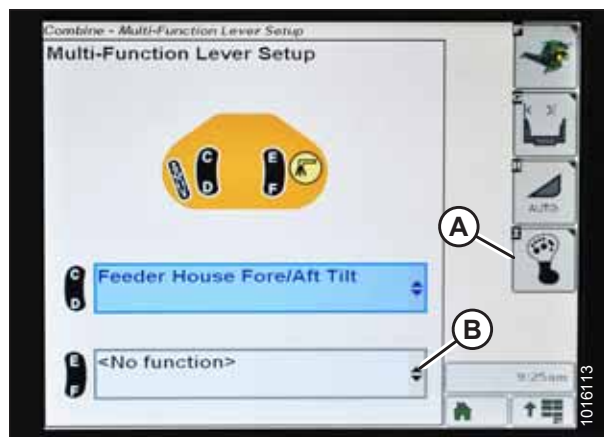 Combine - Multi-Function Lever Setup
Multi-Function Lever Setup
C
D
E
F
A
AUTO
C
D
Feeder House Fore/Aft Tilt
B
E
F
<No function>
9:25am
1016113